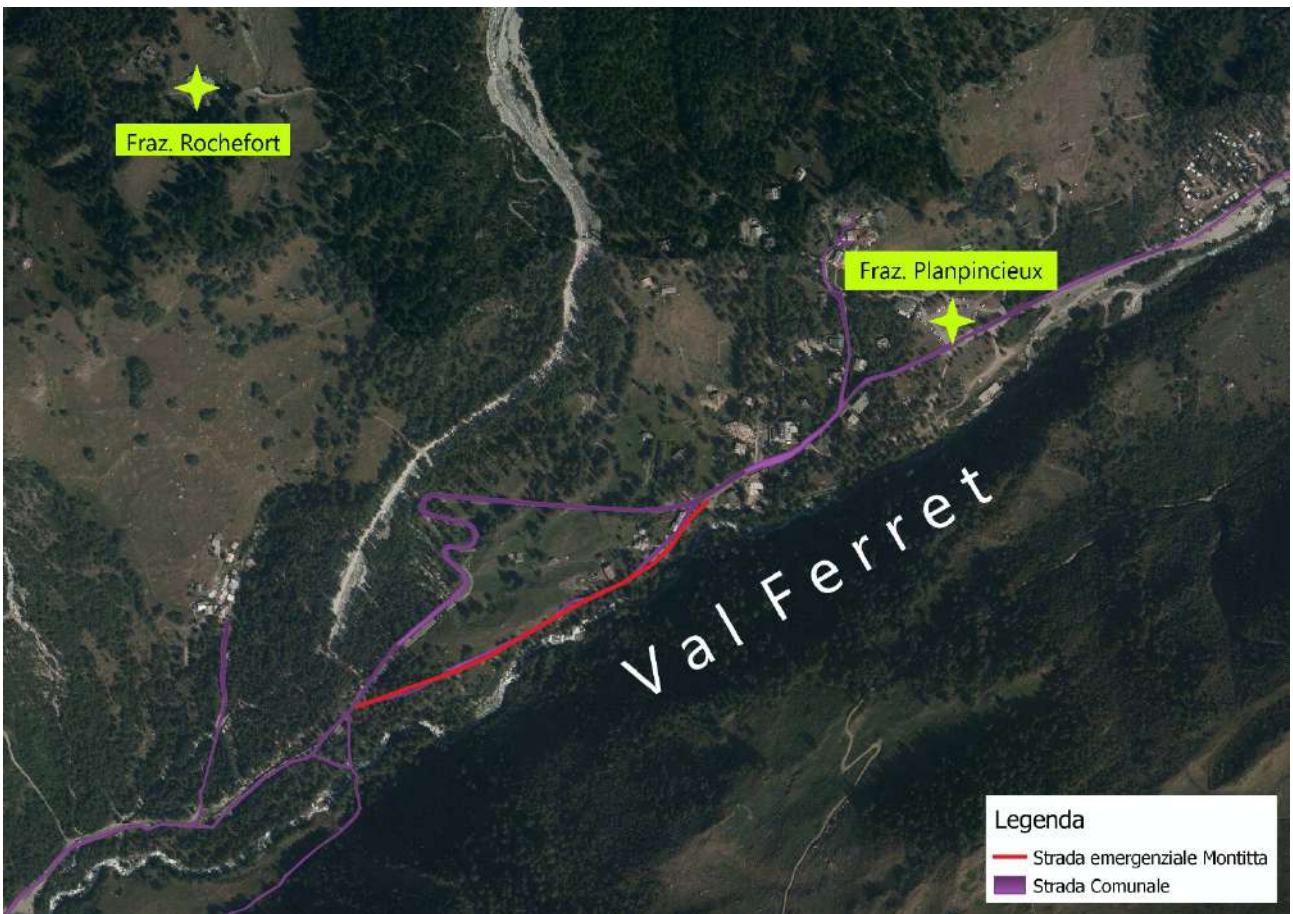 Fraz. Rochefort
Fraz. Planpincieux
Val Ferret
Legenda
Strada emergenziale Montitta
Strada Comunale